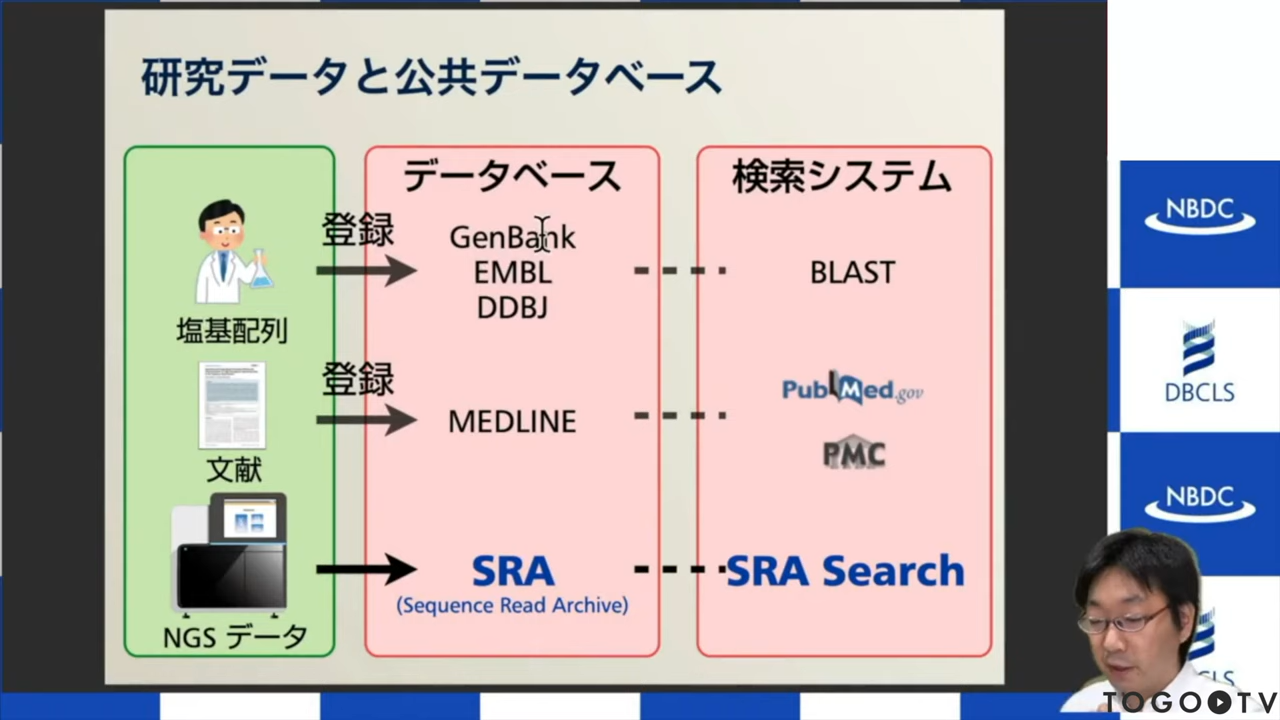 研究データと公共データベース
データベース
検索システム
登録
GenBank
EMBL
DDBJ
BLAST
塩基配列
登録
MEDLINE
PubMed.gov
PMC
文献
SRA
(Sequence Read Archive)
SRA Search
NGS データ
NBDC
DBCLS
NBDC
CLS
TOGOTV